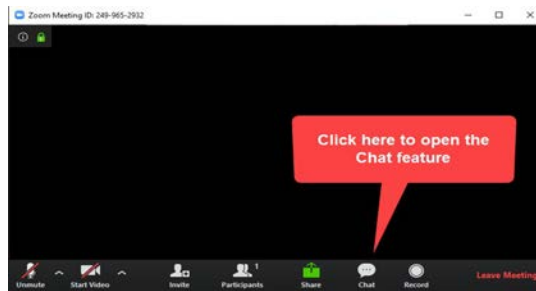 Zoom Meeting ID: 249-965-2932
Click here to open the
Chat feature
1
Unmute
Start Video
Invite
Participants
Share
Chat
Record
Leave Meeting